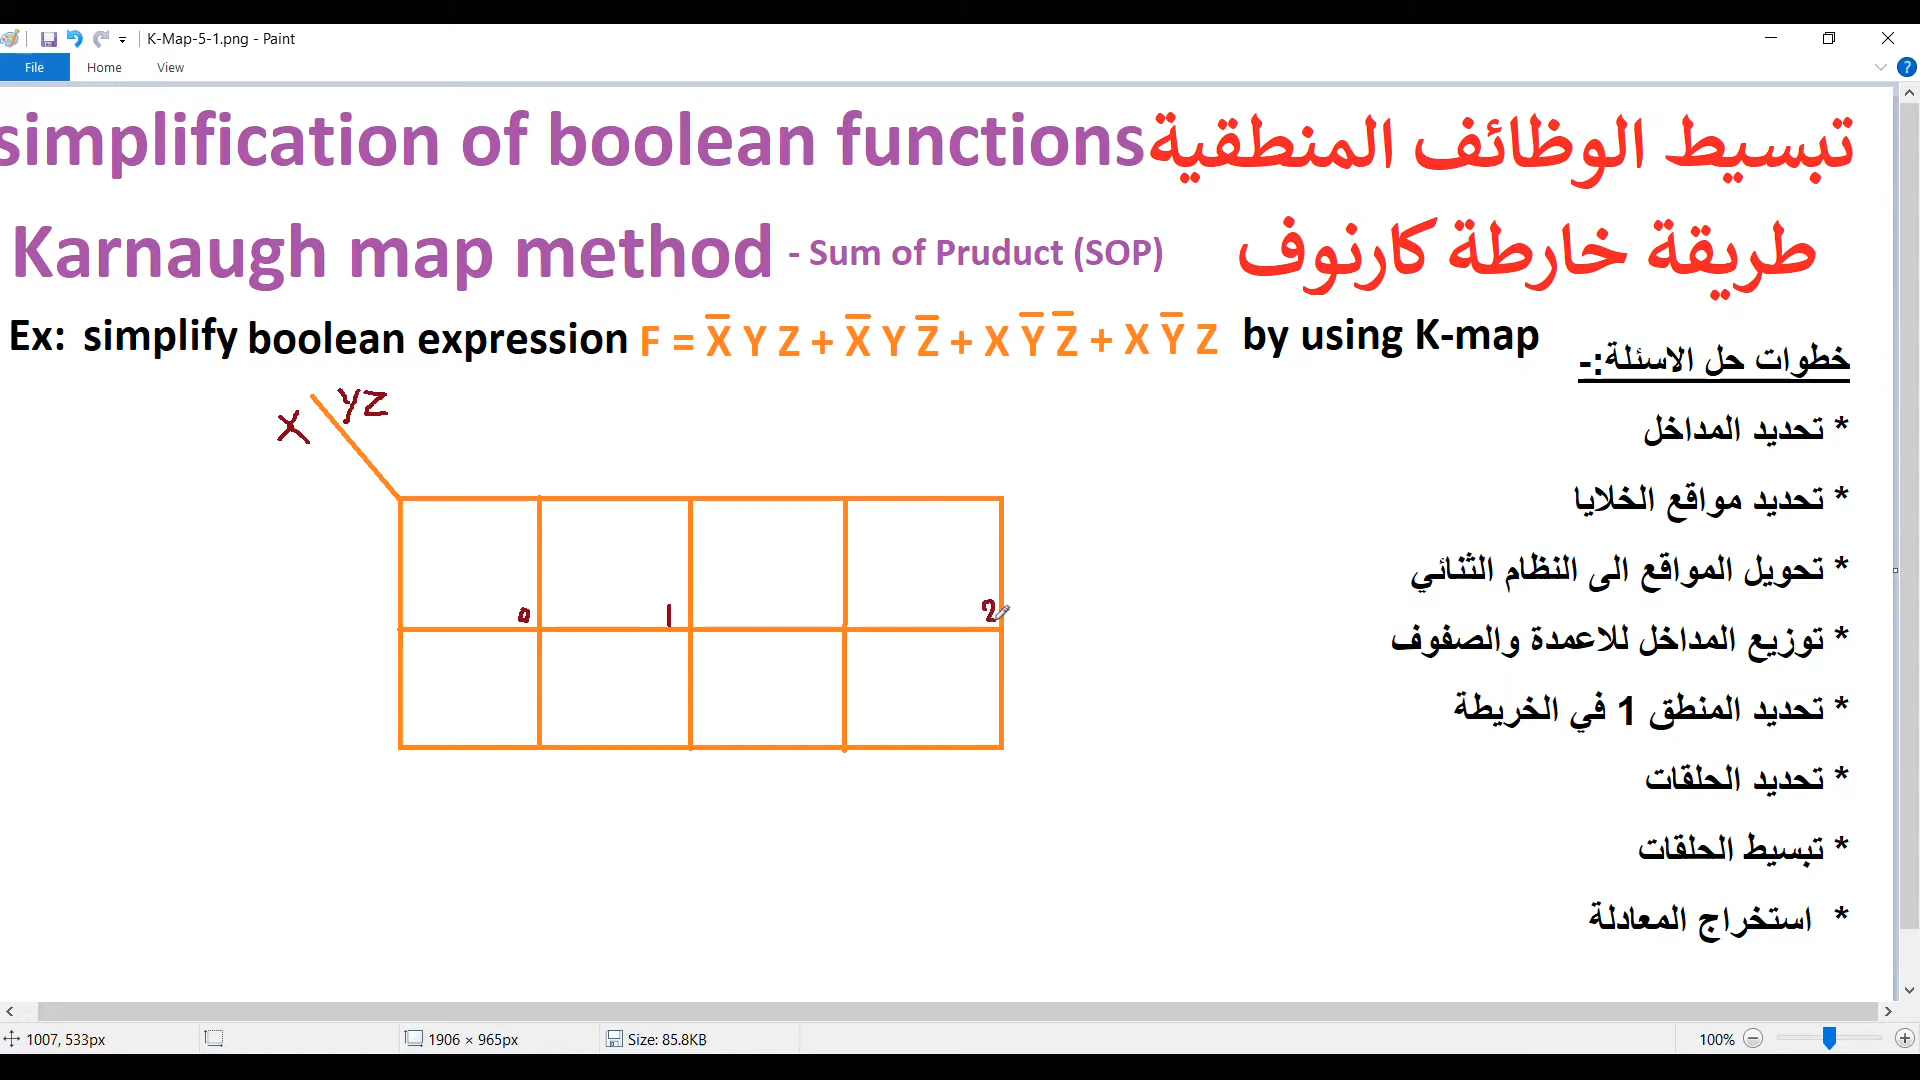 K-Map-5-1.png - Paint
File Home View
simplification of boolean functions تبسيط الوظائف المنطقية
Karnaugh map method - Sum of Pruduct (SOP) طريقة خارطة كارنوف
Ex: simplify boolean expression F = X̅ Y Z + X̅ Y Z̅ + X Y̅ Z̅ + X Y̅ Z by using K-map
خطوات حل الاسئلة:-
* تحديد المداخل
* تحديد مواقع الخلايا
* تحويل المواقع الى النظام الثنائي
* توزيع المداخل للاعمدة والصفوف
* تحديد المنطق 1 في الخريطة
* تحديد الحلقات
* تبسيط الحلقات
* استخراج المعادلة
X YZ
0 1 2
1007, 533px 1906 × 965px Size: 85.8KB 100%